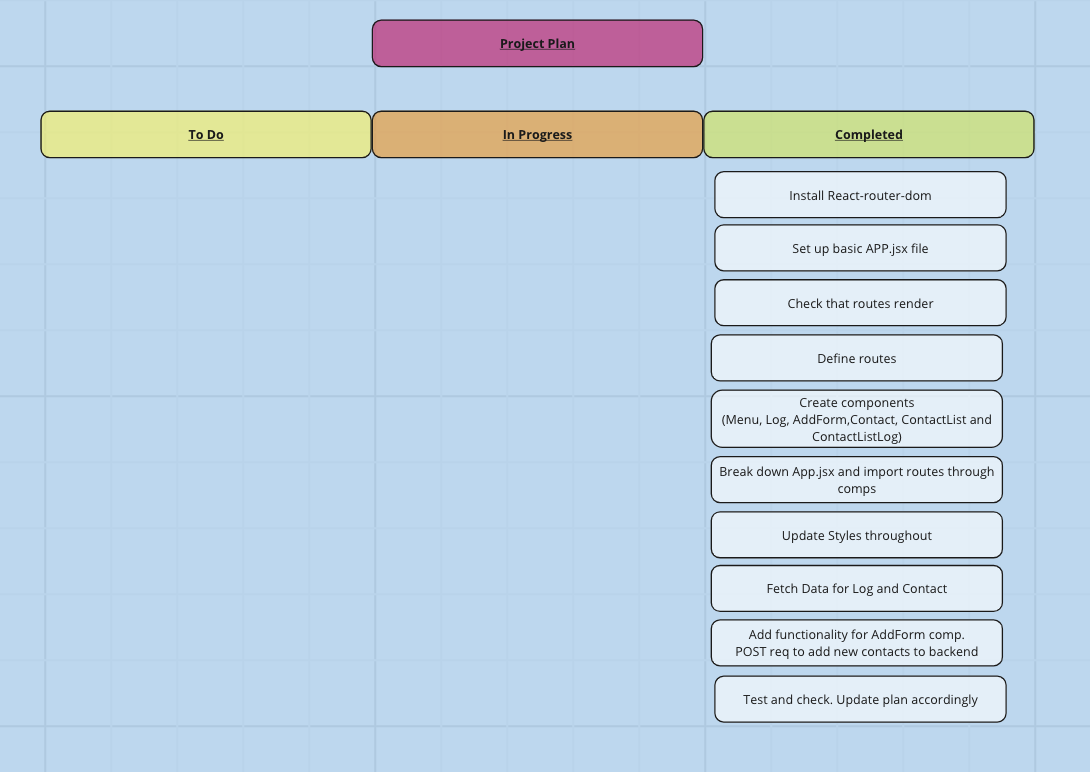 Project Plan
To Do
In Progress
Completed
Install React-router-dom
Set up basic APP.jsx file
Check that routes render
Define routes
Create components
(Menu, Log, AddForm,Contact, ContactList and
ContactListLog)
Break down App.jsx and import routes through
comps
Update Styles throughout
Fetch Data for Log and Contact
Add functionality for AddForm comp.
POST req to add new contacts to backend
Test and check. Update plan accordingly